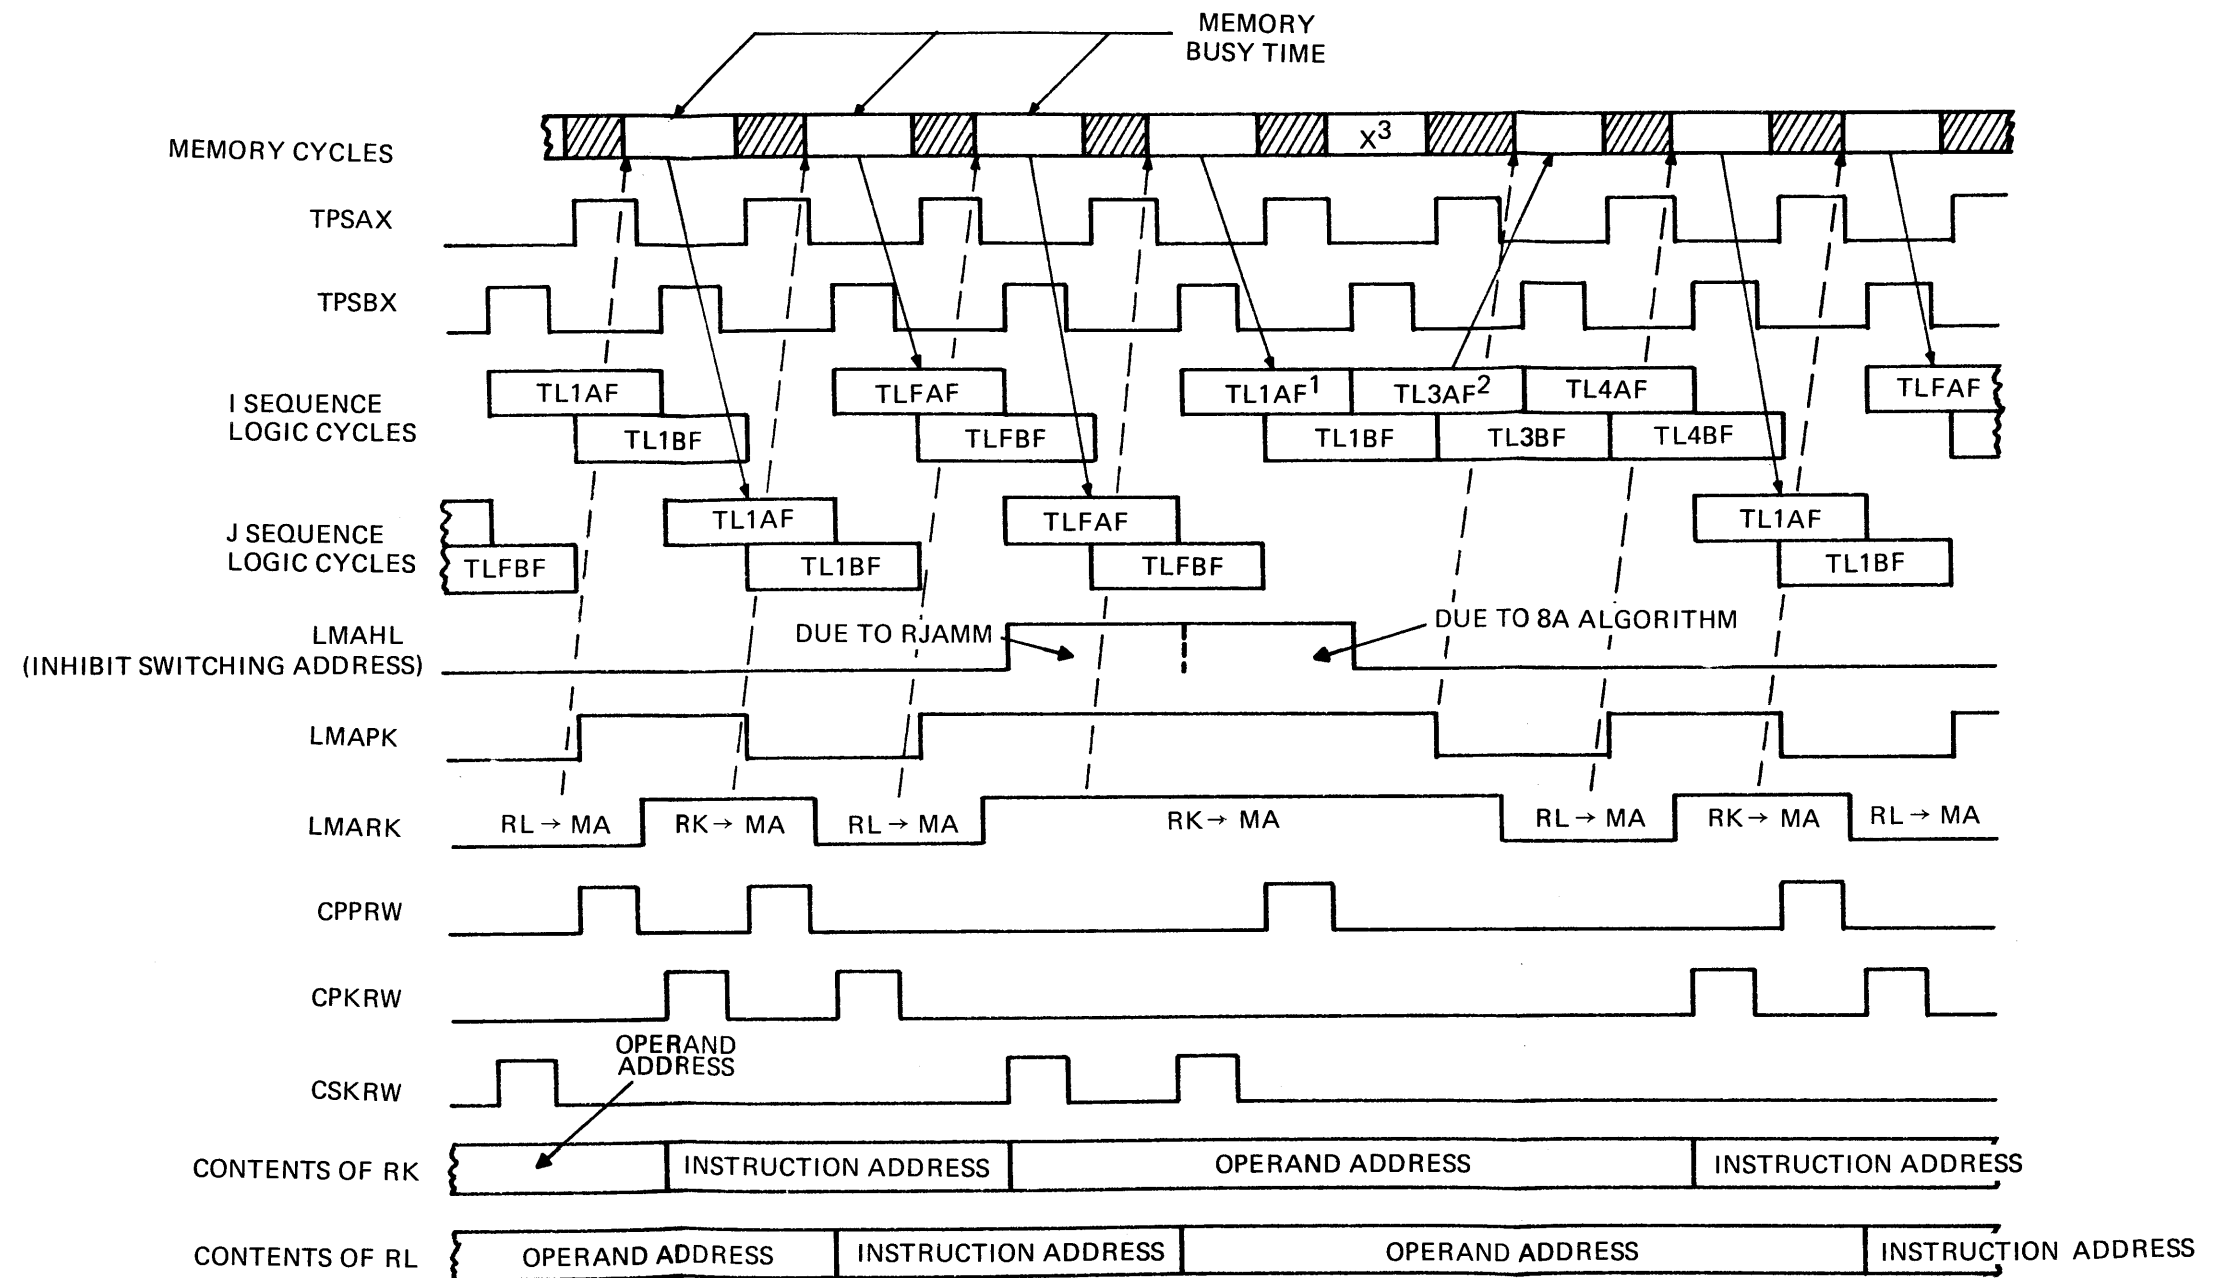 MEMORY
BUSY TIME
MEMORY CYCLES
X3
TPSAX
TPSBX
I SEQUENCE
LOGIC CYCLES
TL1AF
TLFAF
TL1AF1
TL3AF2
TL4AF
TLFAF
TL1BF
TLFBF
TL1BF
TL3BF
TL4BF
J SEQUENCE
LOGIC CYCLES
TL1AF
TLFAF
TL1AF
TLFBF
TL1BF
TLFBF
TL1BF
LMAHL
(INHIBIT SWITCHING ADDRESS)
DUE TO RJAMM
DUE TO 8A ALGORITHM
LMAPK
LMARK
RL → MA
RK → MA
RL → MA
RK → MA
RL → MA
RK → MA
RL → MA
CPPRW
CPKRW
OPERAND
ADDRESS
CSKRW
CONTENTS OF RK
INSTRUCTION ADDRESS
OPERAND ADDRESS
INSTRUCTION ADDRESS
CONTENTS OF RL
OPERAND ADDRESS
INSTRUCTION ADDRESS
OPERAND ADDRESS
INSTRUCTION ADDRESS